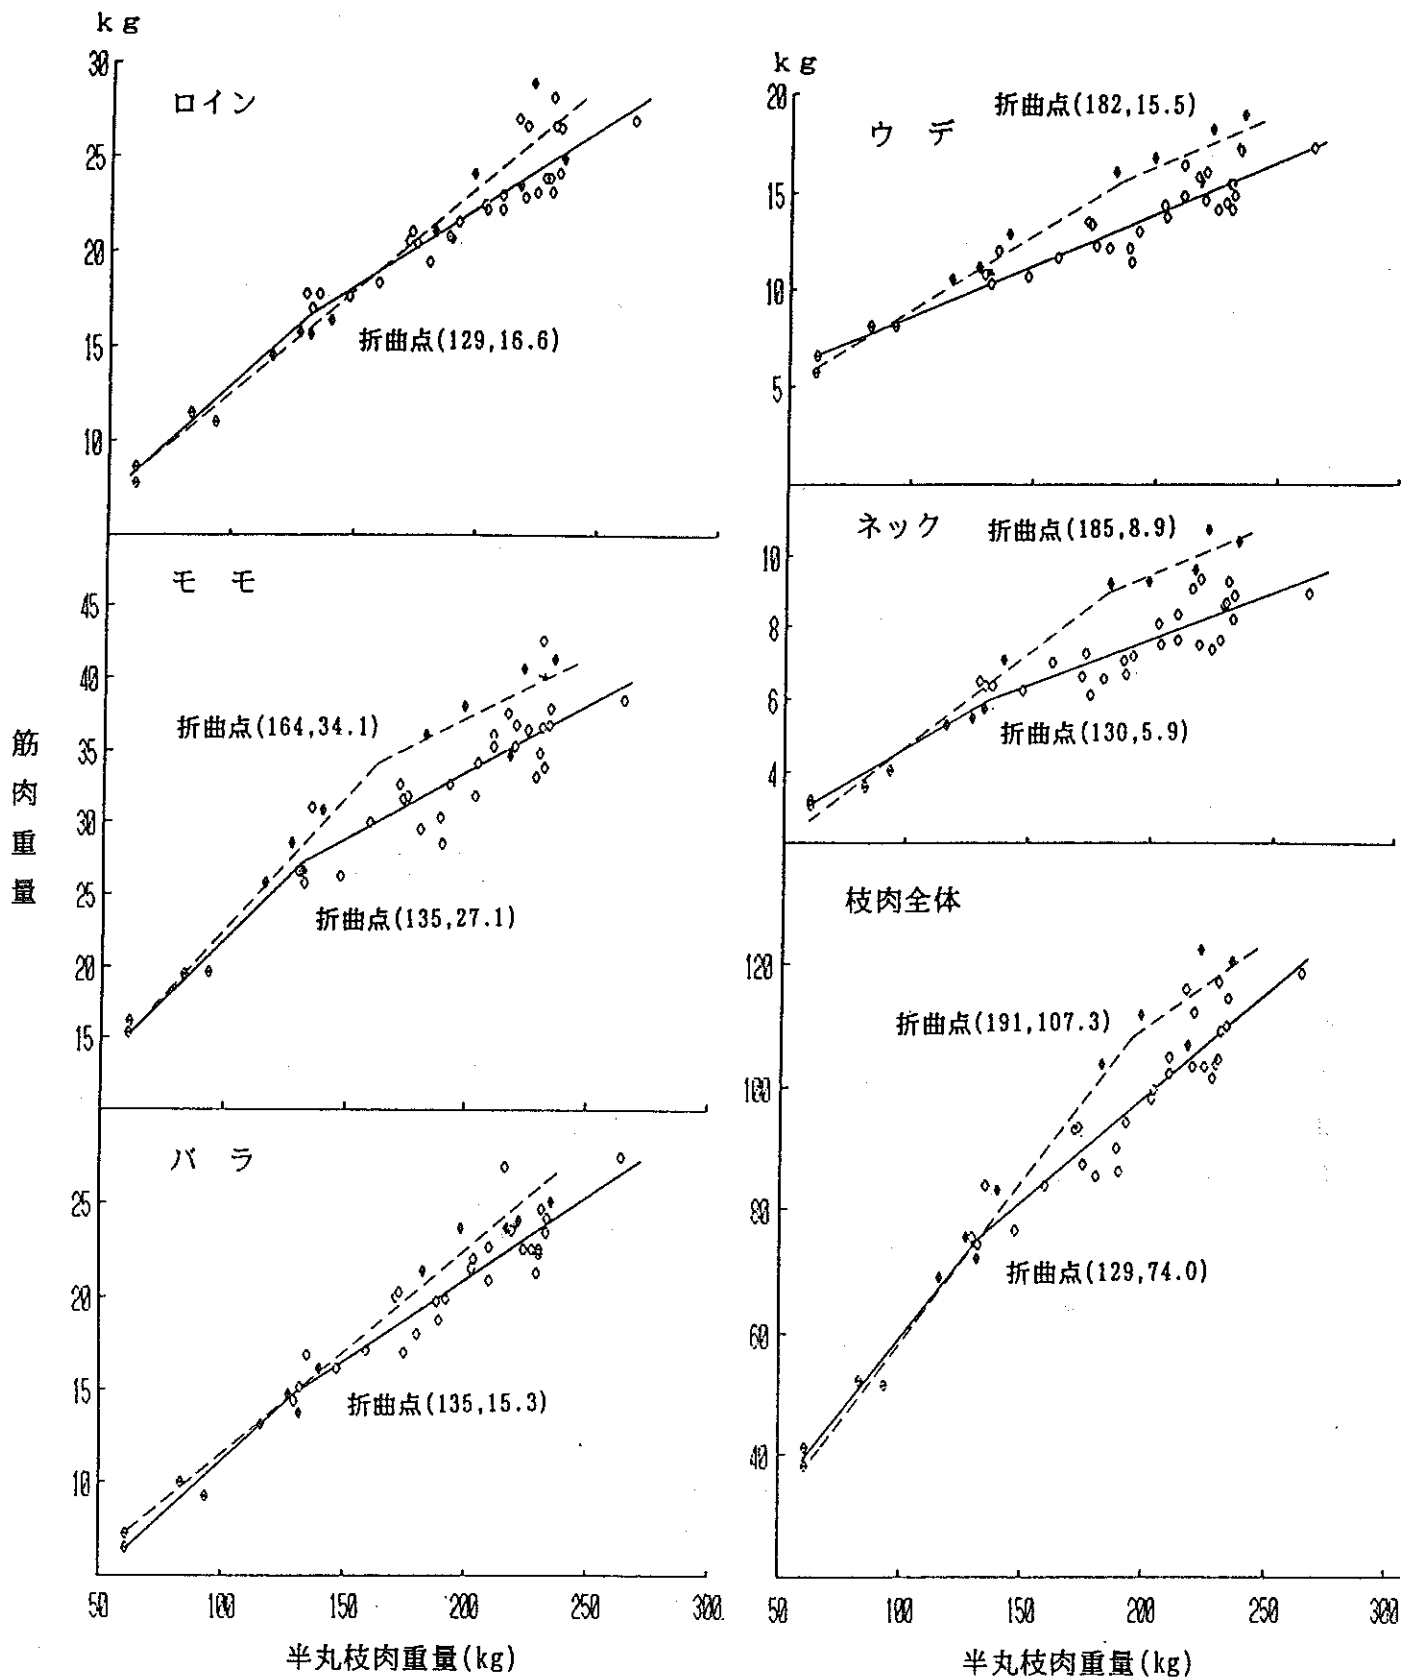 kg
30
25
20
15
10
ロイン
折曲点(129,16.6)
モ モ
45
40
35
30
25
20
15
折曲点(164,34.1)
折曲点(135,27.1)
バ ラ
25
20
15
10
折曲点(135,15.3)
50
100
150
200
250
300
半丸枝肉重量(kg)
筋肉重量
kg
20
15
10
5
ウ デ
折曲点(182,15.5)
ネック
10
8
6
4
折曲点(185,8.9)
折曲点(130,5.9)
枝肉全体
120
100
80
60
40
折曲点(191,107.3)
折曲点(129,74.0)
50
100
150
200
250
300
半丸枝肉重量(kg)